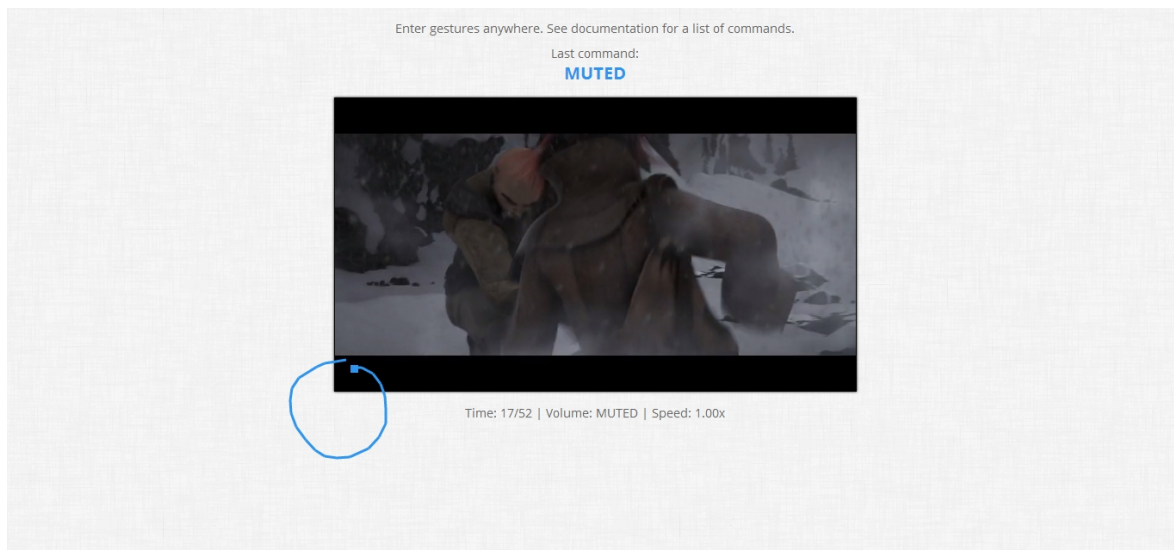 Enter gestures anywhere. See documentation for a list of commands.
Last command:
MUTED
Time: 17/52 | Volume: MUTED | Speed: 1.00x